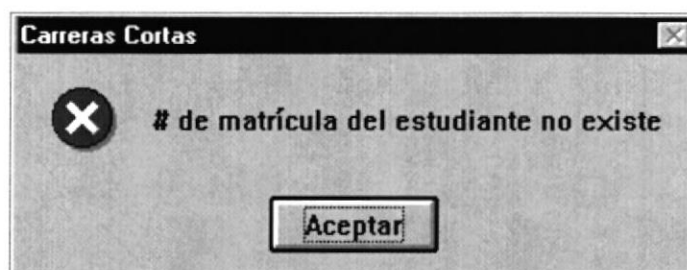 Carreras Cortas
# de matrícula del estudiante no existe
Aceptar